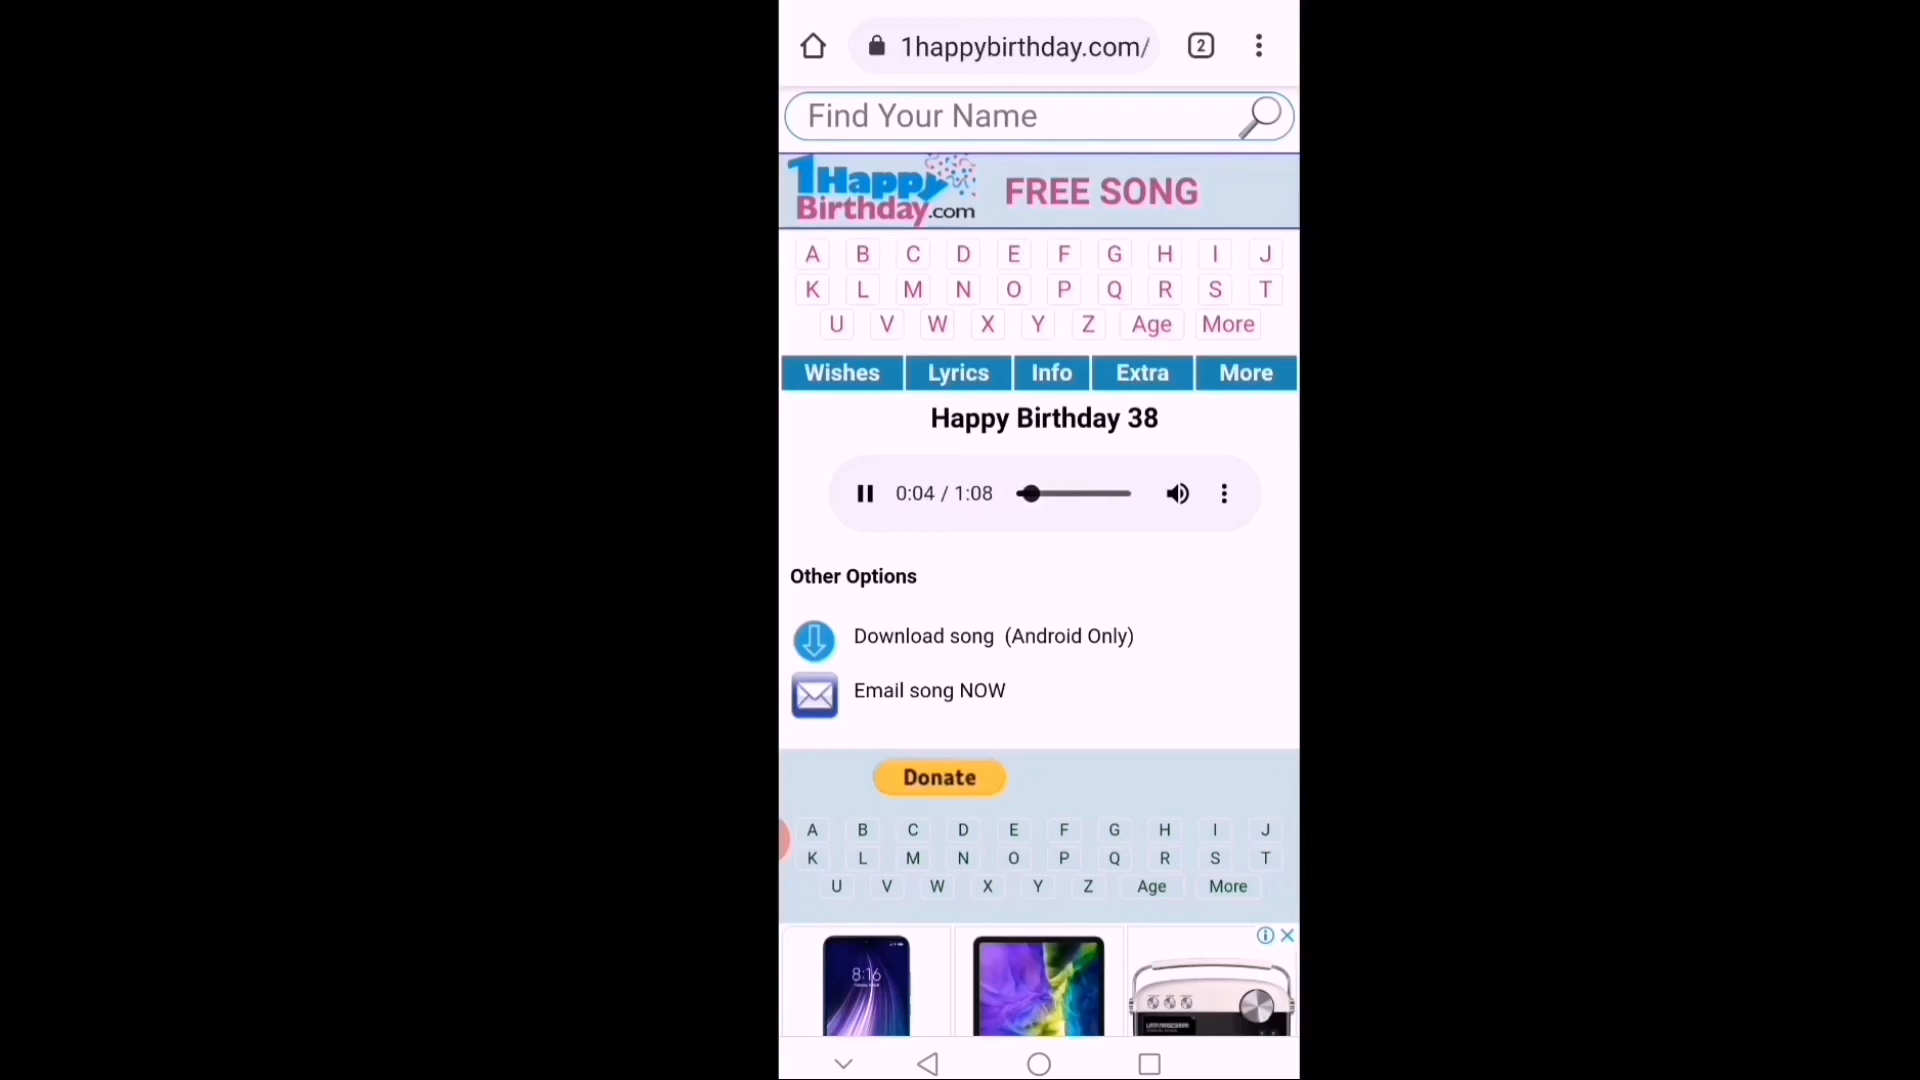 1happybirthday.com/
2
Find Your Name
1Happy
Birthday.com
FREE SONG
A B C D E F G H I J
K L M N O P Q R S T
U V W X Y Z Age More
Wishes Lyrics Info Extra More
Happy Birthday 38
0:04 / 1:08
Other Options
Download song (Android Only)
Email song NOW
Donate
A B C D E F G H I J
K L M N O P Q R S T
U V W X Y Z Age More
8:16